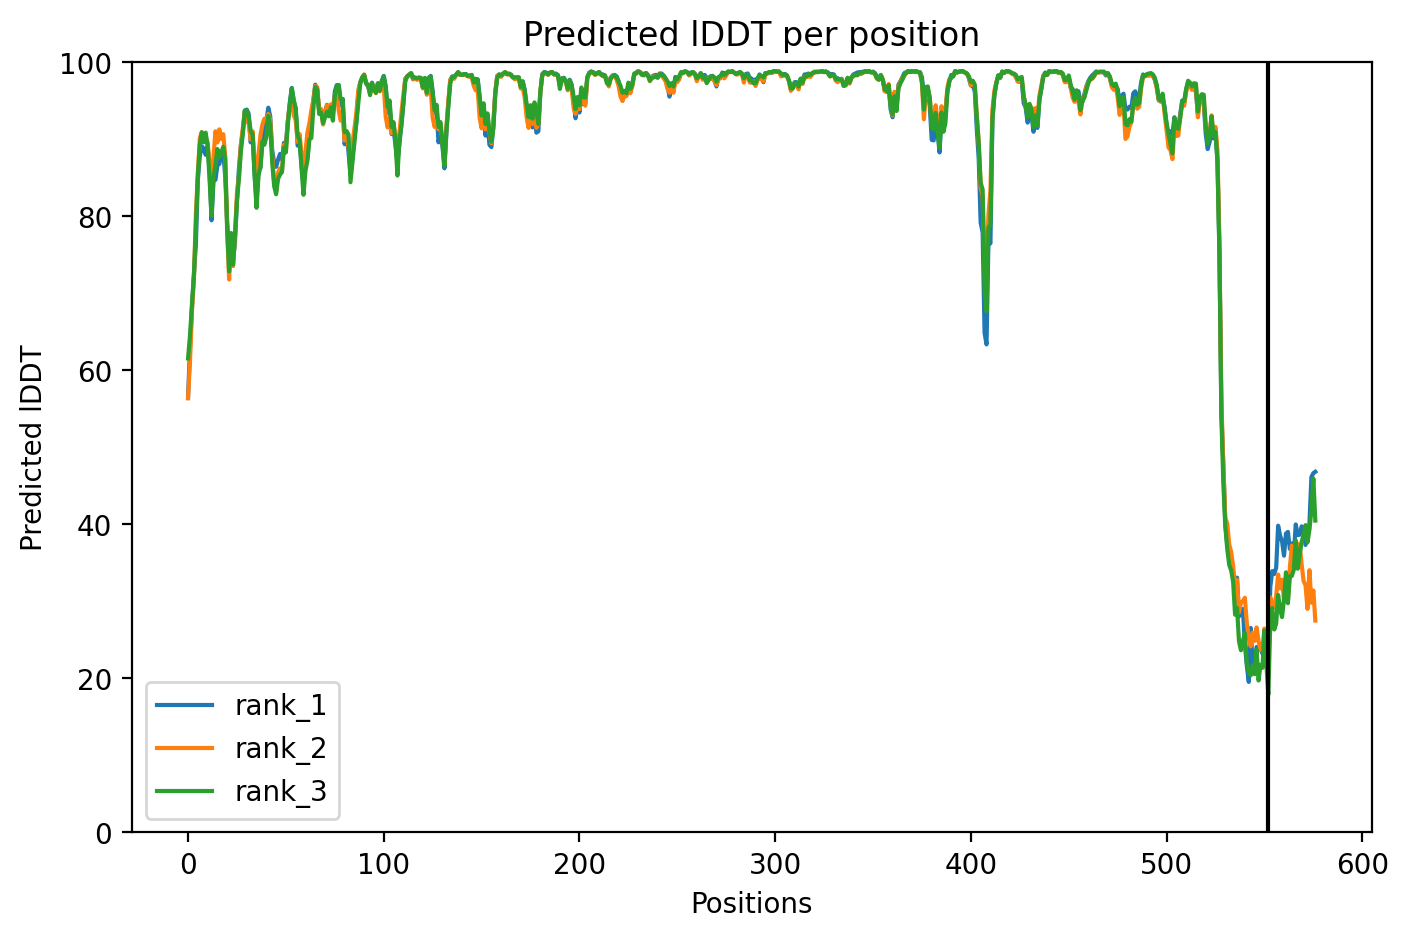 Predicted lDDT per position
Predicted lDDT
100
80
60
40
20
0
rank_1
rank_2
rank_3
0 100 200 300 400 500 600
Positions